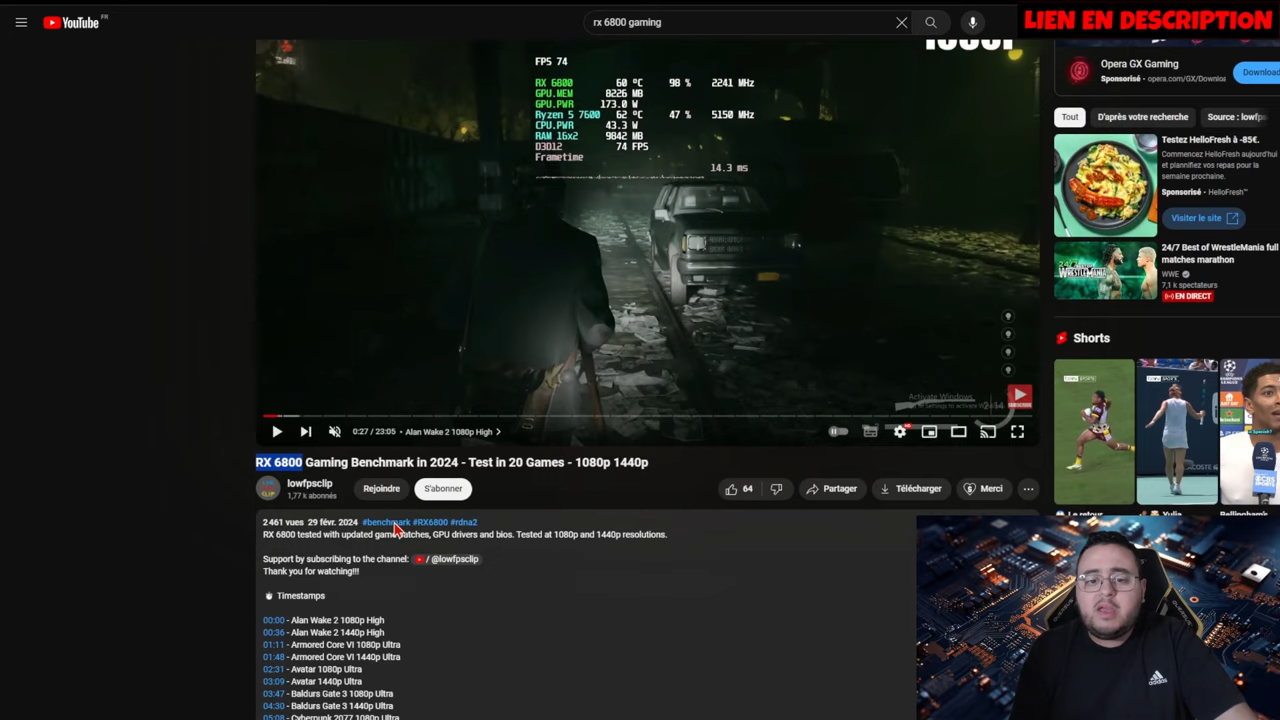 YouTube FR
rx 6800 gaming
LIEN EN DESCRIPTION
FPS 74
RX 6800 60 °C 98 % 2241 MHz
GPU.MEM 8226 MB
GPU.PWR 173.0 W
Ryzen 5 7600 62 °C 47 % 5150 MHz
CPU.PWR 43.3 W
RAM 16x2 9842 MB
D3D12 74 FPS
Frametime
14.3 ms
Activate Windows
0:27 / 23:05 • Alan Wake 2 1080p High
RX 6800 Gaming Benchmark in 2024 - Test in 20 Games - 1080p 1440p
lowfpsclip
1,77 k abonnés
Rejoindre
S'abonner
64
Partager
Télécharger
Merci
2 461 vues 29 févr. 2024 #benchmark #RX6800 #rdna2
RX 6800 tested with updated game patches, GPU drivers and bios. Tested at 1080p and 1440p resolutions.
Support by subscribing to the channel: / @lowfpsclip
Thank you for watching!!!
Timestamps
00:00 - Alan Wake 2 1080p High
00:36 - Alan Wake 2 1440p High
01:11 - Armored Core VI 1080p Ultra
01:48 - Armored Core VI 1440p Ultra
02:31 - Avatar 1080p Ultra
03:09 - Avatar 1440p Ultra
03:47 - Baldurs Gate 3 1080p Ultra
04:30 - Baldurs Gate 3 1440p Ultra
05:08 - Cyberpunk 2077 1080p Ultra
Opera GX Gaming
Sponsorisé • opera.com/GX/Downloa
Download
Tout
D'après votre recherche
Source : lowfps
Testez HelloFresh à -85€.
Commencez HelloFresh aujourd'hui
et planifiez vos repas pour la
semaine prochaine.
Sponsorisé • HelloFresh™
Visiter le site
24/7 Best of WrestleMania full
matches marathon
WWE
7,1 k spectateurs
EN DIRECT
Shorts